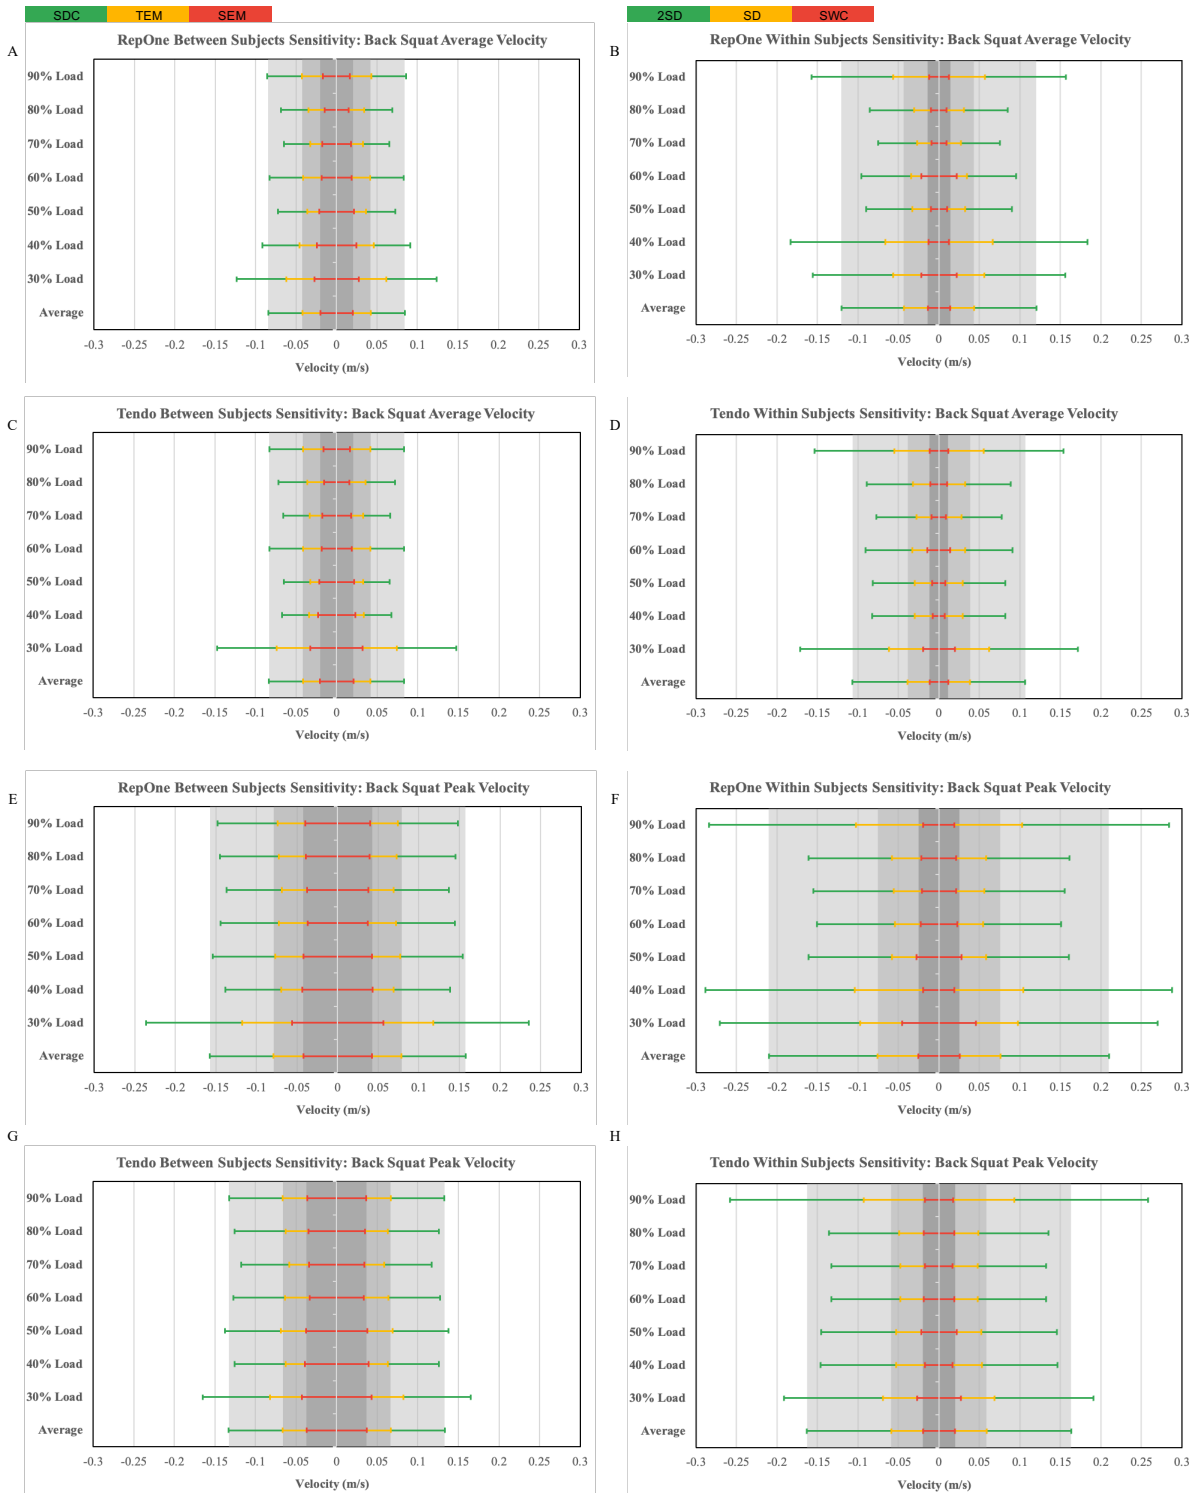 SDC TEM SEM
2SD SD SWC
A
RepOne Between Subjects Sensitivity: Back Squat Average Velocity
90% Load
80% Load
70% Load
60% Load
50% Load
40% Load
30% Load
Average
-0.3 -0.25 -0.2 -0.15 -0.1 -0.05 0 0.05 0.1 0.15 0.2 0.25 0.3
Velocity (m/s)
B
RepOne Within Subjects Sensitivity: Back Squat Average Velocity
90% Load
80% Load
70% Load
60% Load
50% Load
40% Load
30% Load
Average
-0.3 -0.25 -0.2 -0.15 -0.1 -0.05 0 0.05 0.1 0.15 0.2 0.25 0.3
Velocity (m/s)
C
Tendo Between Subjects Sensitivity: Back Squat Average Velocity
90% Load
80% Load
70% Load
60% Load
50% Load
40% Load
30% Load
Average
-0.3 -0.25 -0.2 -0.15 -0.1 -0.05 0 0.05 0.1 0.15 0.2 0.25 0.3
Velocity (m/s)
D
Tendo Within Subjects Sensitivity: Back Squat Average Velocity
90% Load
80% Load
70% Load
60% Load
50% Load
40% Load
30% Load
Average
-0.3 -0.25 -0.2 -0.15 -0.1 -0.05 0 0.05 0.1 0.15 0.2 0.25 0.3
Velocity (m/s)
E
RepOne Between Subjects Sensitivity: Back Squat Peak Velocity
90% Load
80% Load
70% Load
60% Load
50% Load
40% Load
30% Load
Average
-0.3 -0.25 -0.2 -0.15 -0.1 -0.05 0 0.05 0.1 0.15 0.2 0.25 0.3
Velocity (m/s)
F
RepOne Within Subjects Sensitivity: Back Squat Peak Velocity
90% Load
80% Load
70% Load
60% Load
50% Load
40% Load
30% Load
Average
-0.3 -0.25 -0.2 -0.15 -0.1 -0.05 0 0.05 0.1 0.15 0.2 0.25 0.3
Velocity (m/s)
G
Tendo Between Subjects Sensitivity: Back Squat Peak Velocity
90% Load
80% Load
70% Load
60% Load
50% Load
40% Load
30% Load
Average
-0.3 -0.25 -0.2 -0.15 -0.1 -0.05 0 0.05 0.1 0.15 0.2 0.25 0.3
Velocity (m/s)
H
Tendo Within Subjects Sensitivity: Back Squat Peak Velocity
90% Load
80% Load
70% Load
60% Load
50% Load
40% Load
30% Load
Average
-0.3 -0.25 -0.2 -0.15 -0.1 -0.05 0 0.05 0.1 0.15 0.2 0.25 0.3
Velocity (m/s)